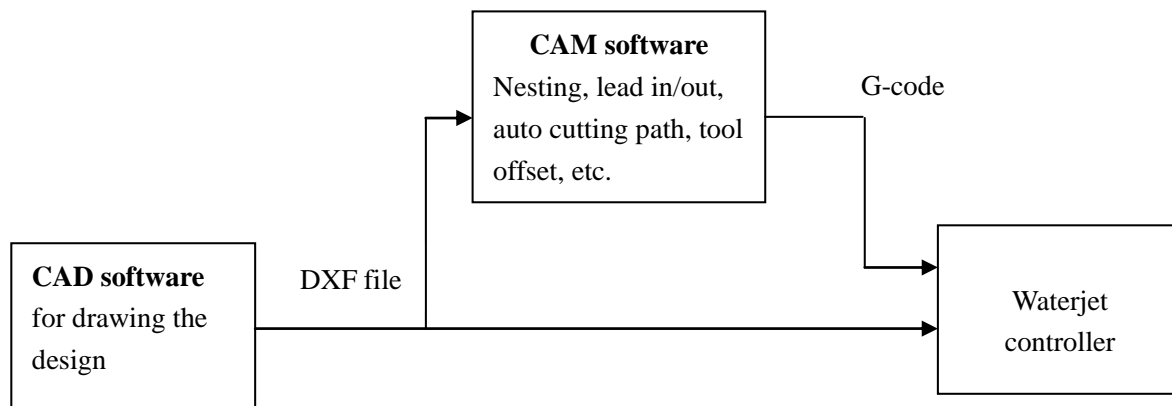 CAM software
Nesting, lead in/out,
auto cutting path, tool
offset, etc.
G-code
CAD software
for drawing the
design
DXF file
Waterjet
controller